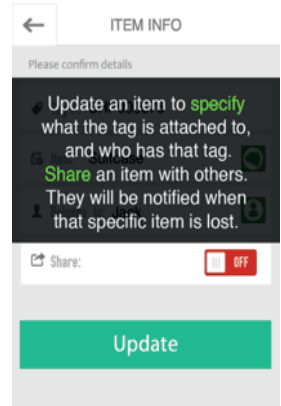 ITEM INFO
Please confirm details
Update an item to specify
what the tag is attached to,
and who has that tag.
Share an item with others.
They will be notified when
that specific item is lost.
Suitcase
Jack
Share:
OFF
Update